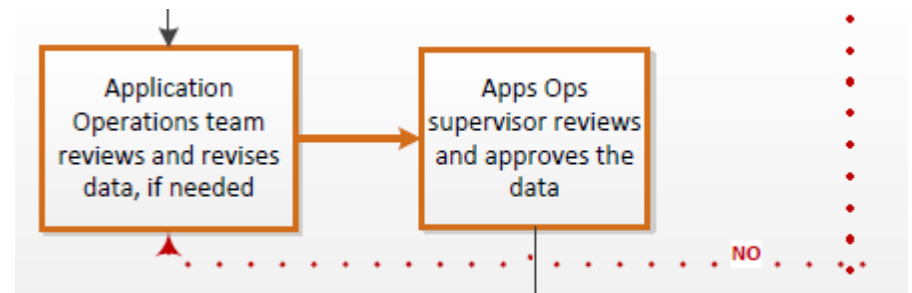 Application
Operations team
reviews and revises
data, if needed
Apps Ops
supervisor reviews
and approves the
data
NO